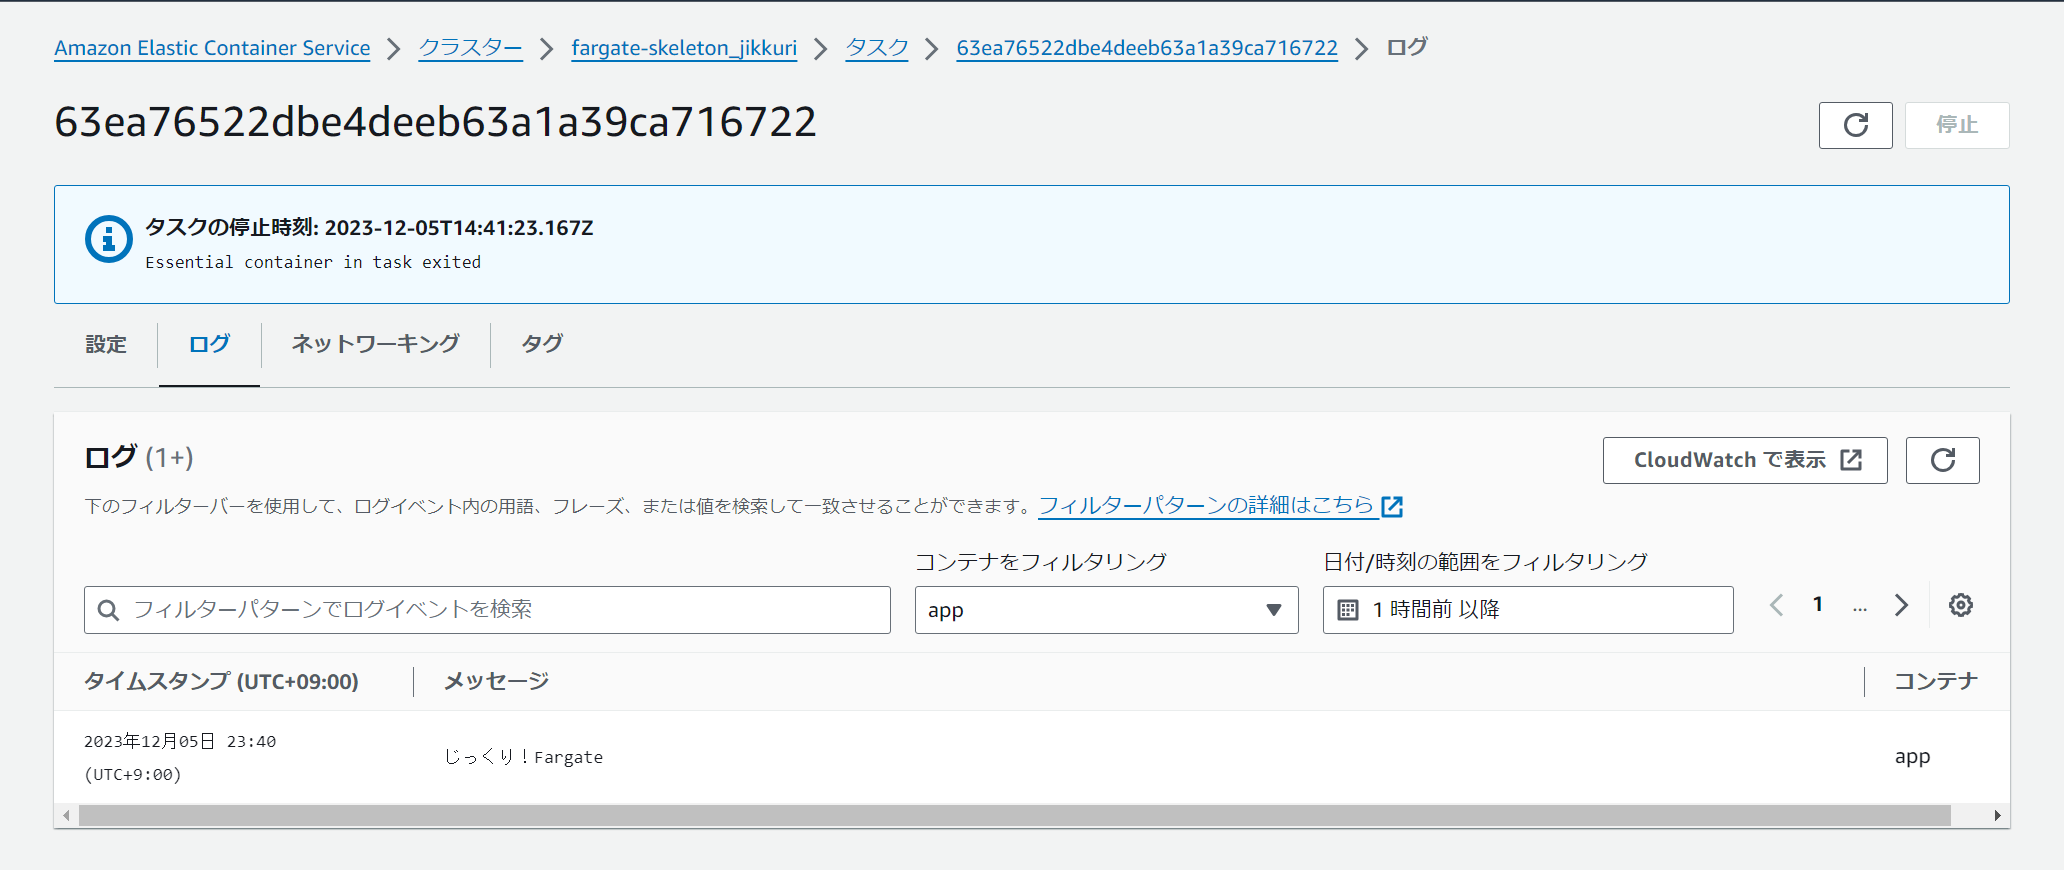 Amazon Elastic Container Service > クラスター > fargate-skeleton_jikkuri > タスク > 63ea76522dbe4deeb63a1a39ca716722 > ログ
63ea76522dbe4deeb63a1a39ca716722
停止
タスクの停止時刻: 2023-12-05T14:41:23.167Z
Essential container in task exited
設定 ログ ネットワーキング タグ
ログ (1+)
CloudWatch で表示
下のフィルターバーを使用して、ログイベント内の用語、フレーズ、または値を検索して一致させることができます。 フィルターパターンの詳細はこちら
コンテナをフィルタリング 日付/時刻の範囲をフィルタリング
フィルターパターンでログイベントを検索 app 1 時間前 以降 1 ...
タイムスタンプ (UTC+09:00) メッセージ コンテナ
2023年12月05日 23:40
(UTC+9:00)
じっくり！Fargate
app